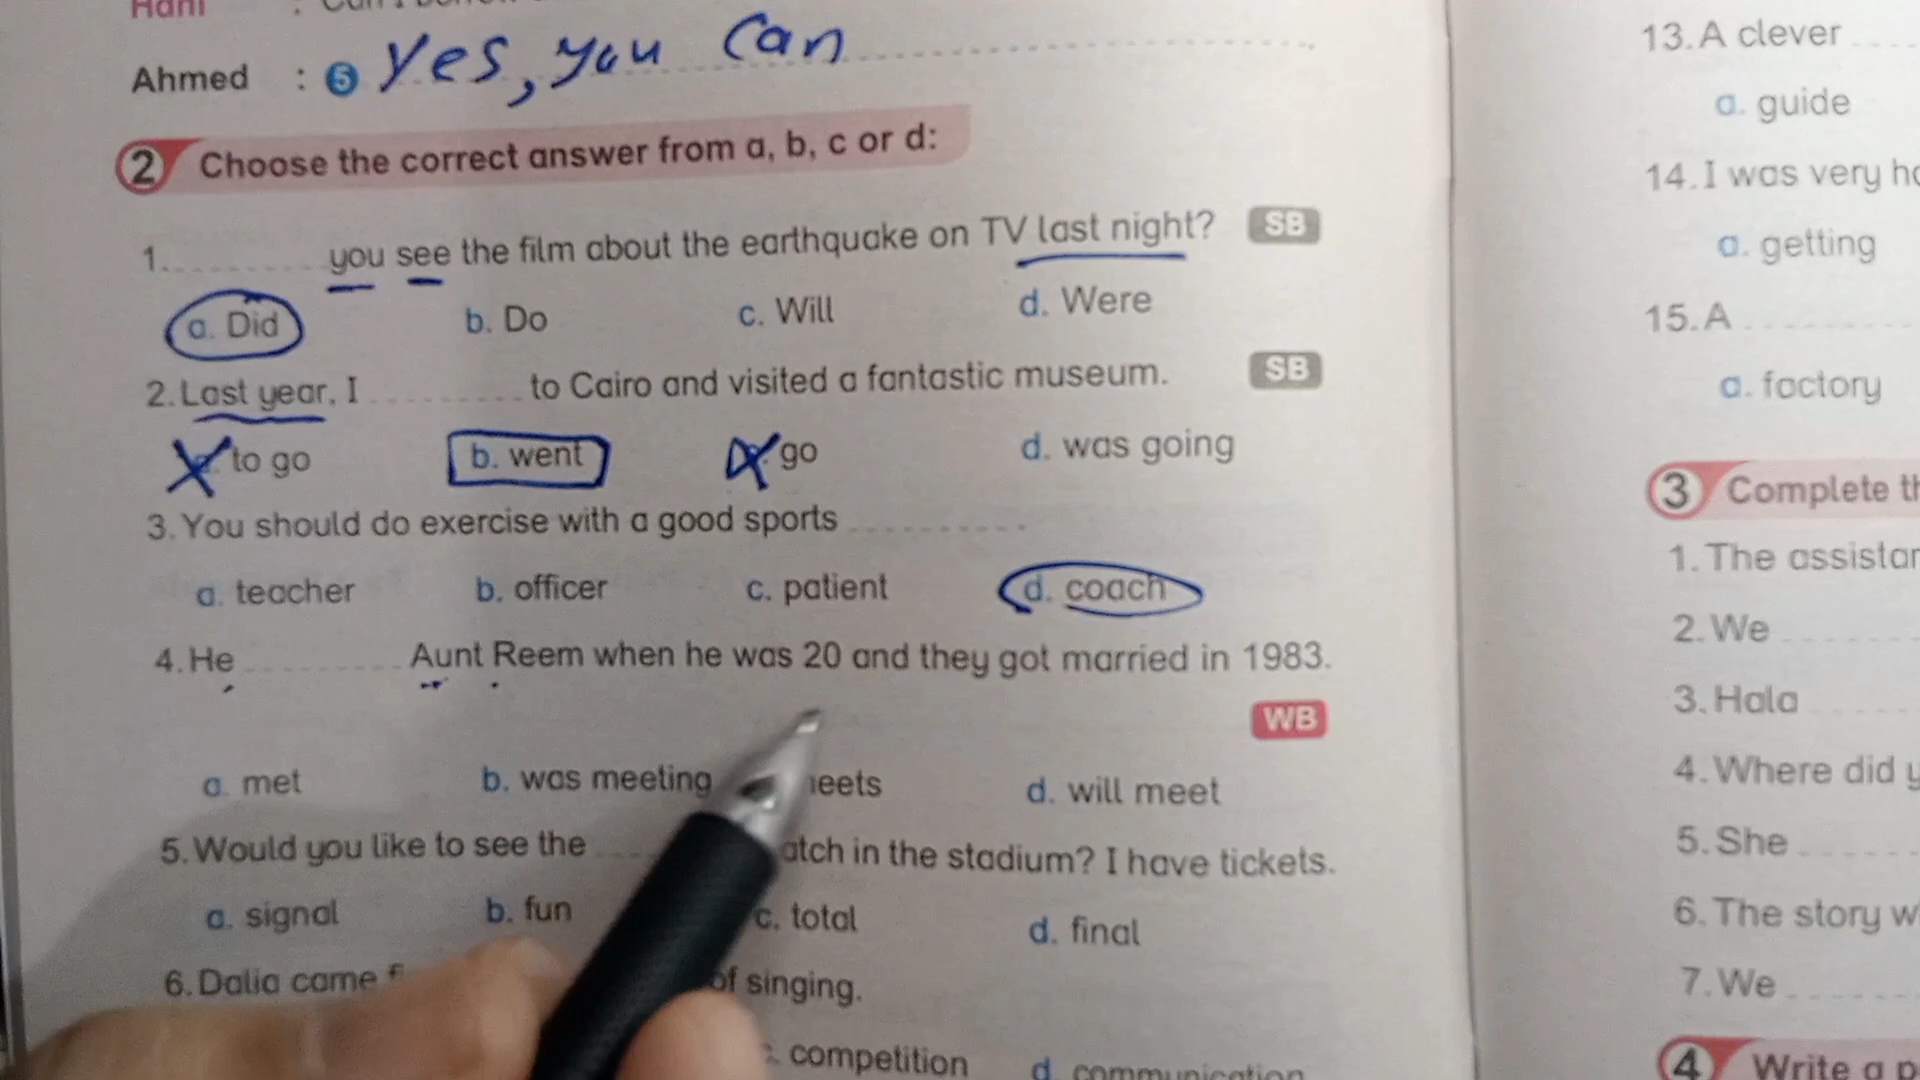 Hani :
Ahmed : 5 Yes, you can
2 Choose the correct answer from a, b, c or d:
1. you see the film about the earthquake on TV last night? SB
a. Did b. Do c. Will d. Were
2. Last year, I to Cairo and visited a fantastic museum. SB
to go b. went go d. was going
3. You should do exercise with a good sports
a. teacher b. officer c. patient d. coach
4. He Aunt Reem when he was 20 and they got married in 1983.
WB
a. met b. was meeting d. will meet
5. Would you like to see the in the stadium? I have tickets.
a. signal b. fun c. total d. final
6. Dalia came of singing.
competition d. communication
13. A clever
a. guide
14. I was very
a. getting
15. A
a. factory
3 Complete
1. The
2. We
3. Hala
4. Where did
5. She
6. The story
7. We
4 Write a